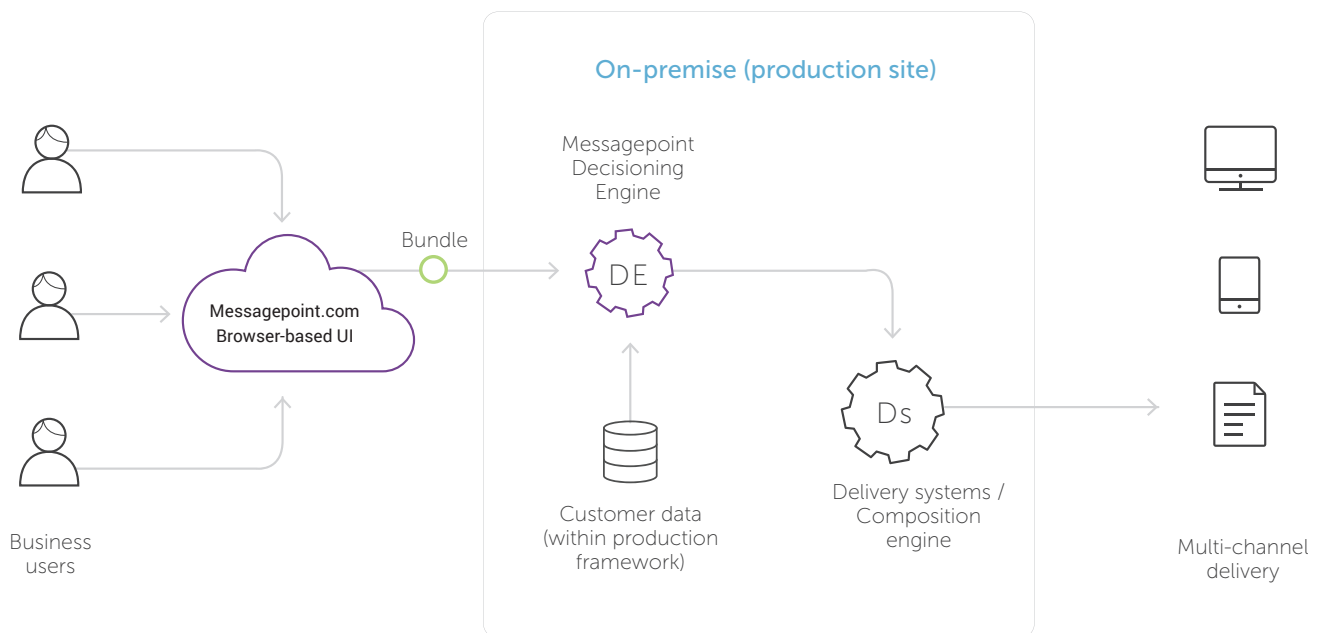 On-premise (production site)
Messagepoint
Decisioning
Engine
Bundle
DE
Messagepoint.com
Browser-based UI
Ds
Customer data
(within production
framework)
Delivery systems /
Composition
engine
Business
users
Multi-channel
delivery